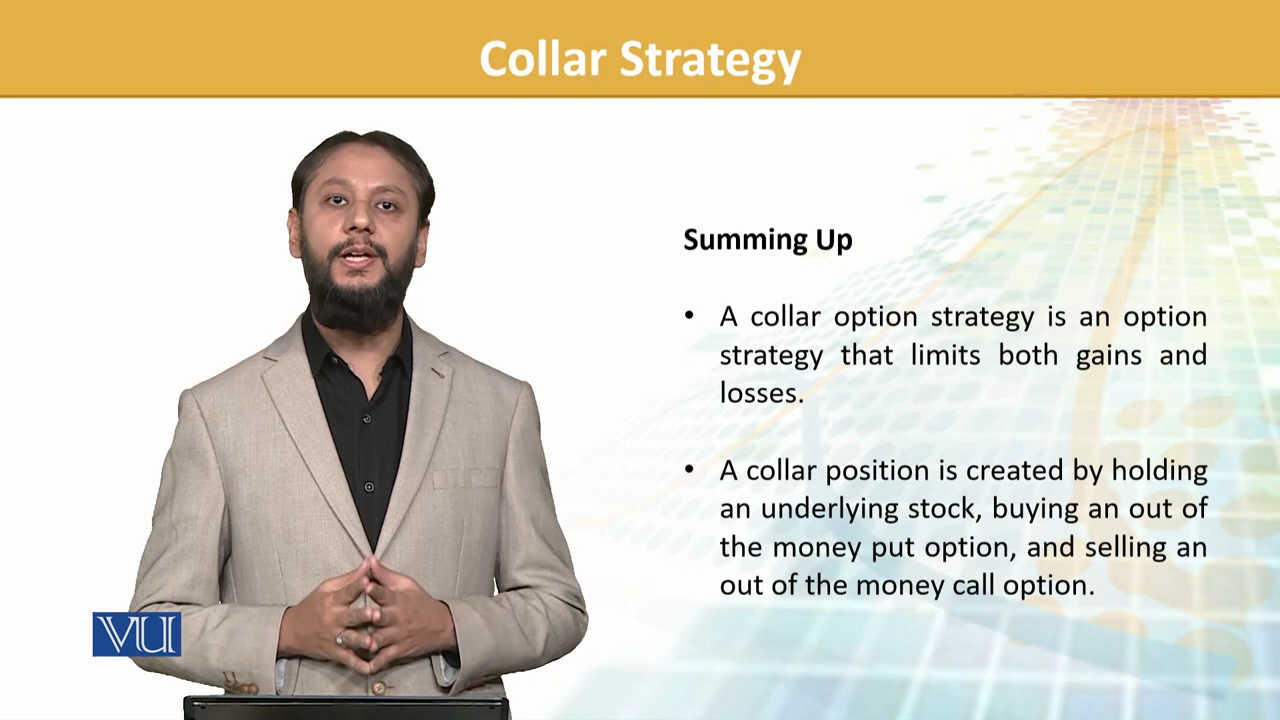 Collar Strategy
Summing Up
• A collar option strategy is an option
strategy that limits both gains and
losses.
• A collar position is created by holding
an underlying stock, buying an out of
the money put option, and selling an
out of the money call option.
VU